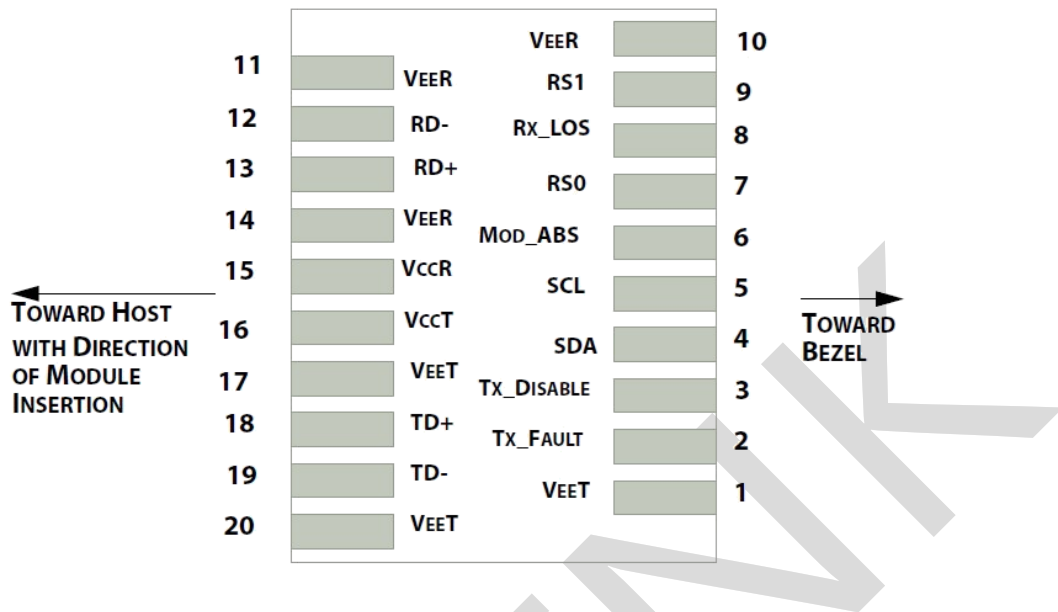 VEER 10
11 VEER
RS1 9
12 RD-
RX_LOS 8
13 RD+
RS0 7
14 VEER
MOD_ABS 6
15 VCCR
SCL 5
TOWARD HOST
WITH DIRECTION
OF MODULE
INSERTION
TOWARD
BEZEL
16 VCCT
SDA 4
17 VEET
TX_DISABLE 3
18 TD+
TX_FAULT 2
19 TD-
VEET 1
20 VEET